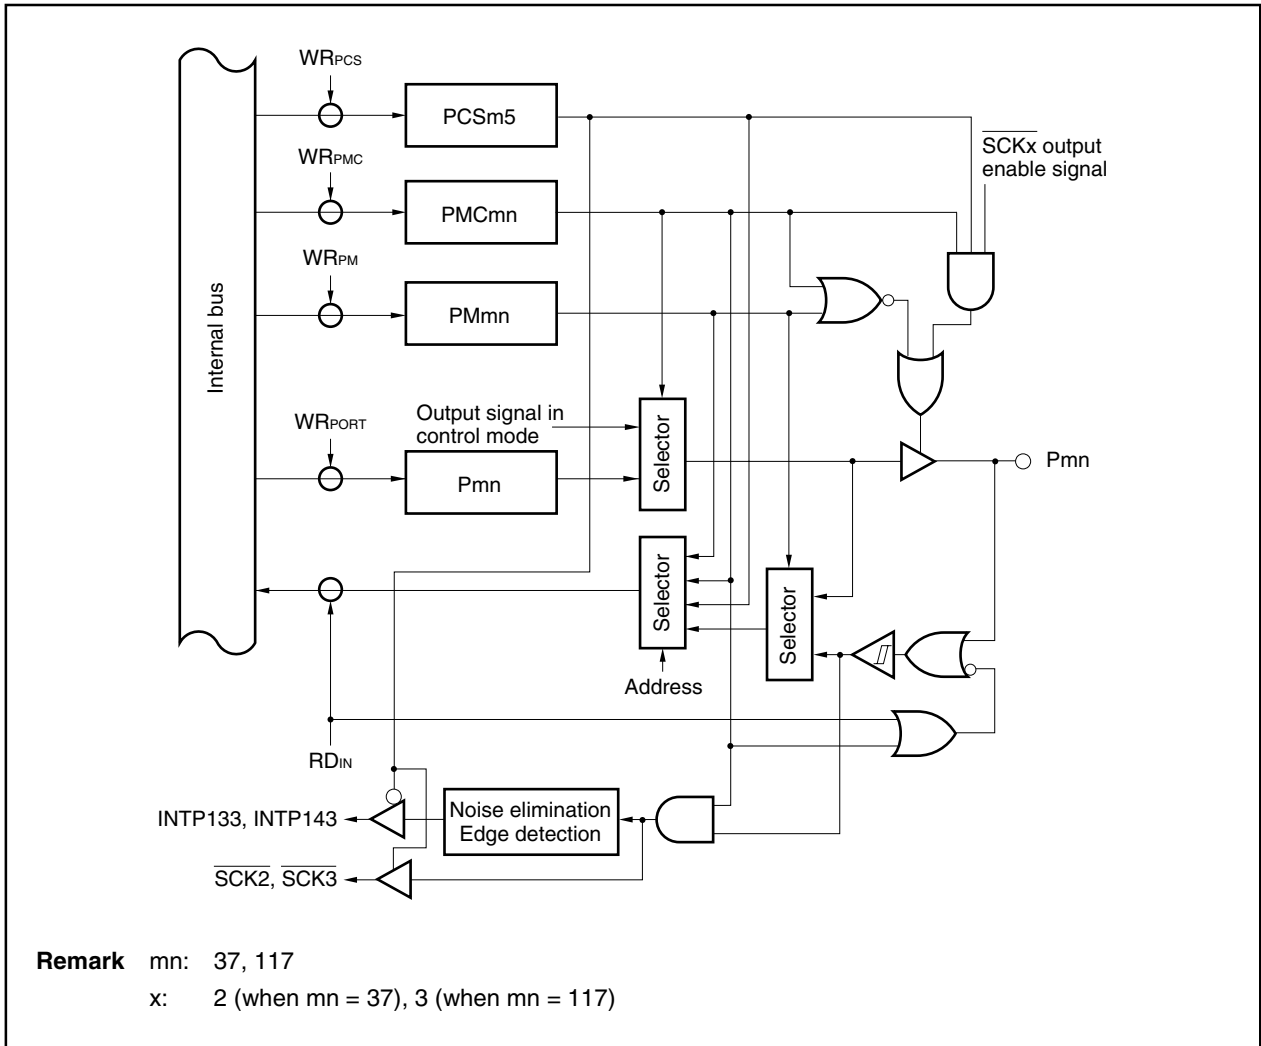 WRPCS
PCSm5
SCKx output
enable signal
WRPMC
PMCmn
WRPM
PMmn
Internal bus
WRPORT
Output signal in
control mode
Selector
Pmn
Pmn
Selector
Selector
Address
RDIN
INTP133, INTP143
Noise elimination
Edge detection
SCK2, SCK3
Remark mn: 37, 117
x: 2 (when mn = 37), 3 (when mn = 117)